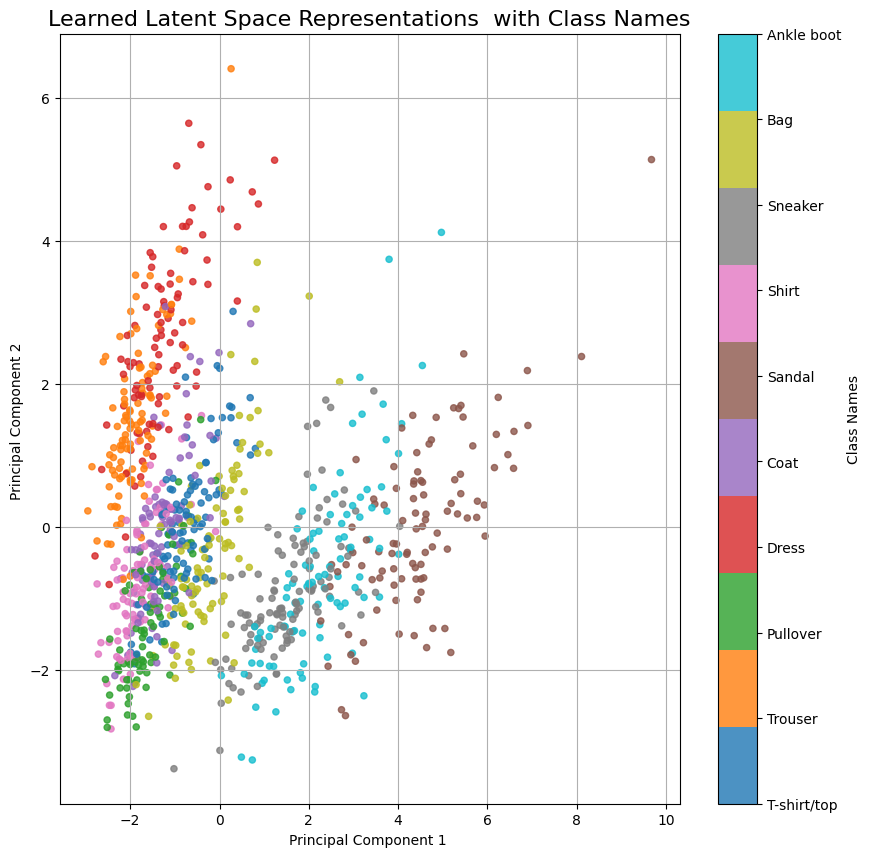 Learned Latent Space Representations  with Class Names
Principal Component 2
6
4
2
0
−2
−2
0
2
4
6
8
10
Principal Component 1
Ankle boot
Bag
Sneaker
Shirt
Sandal
Coat
Dress
Pullover
Trouser
T-shirt/top
Class Names